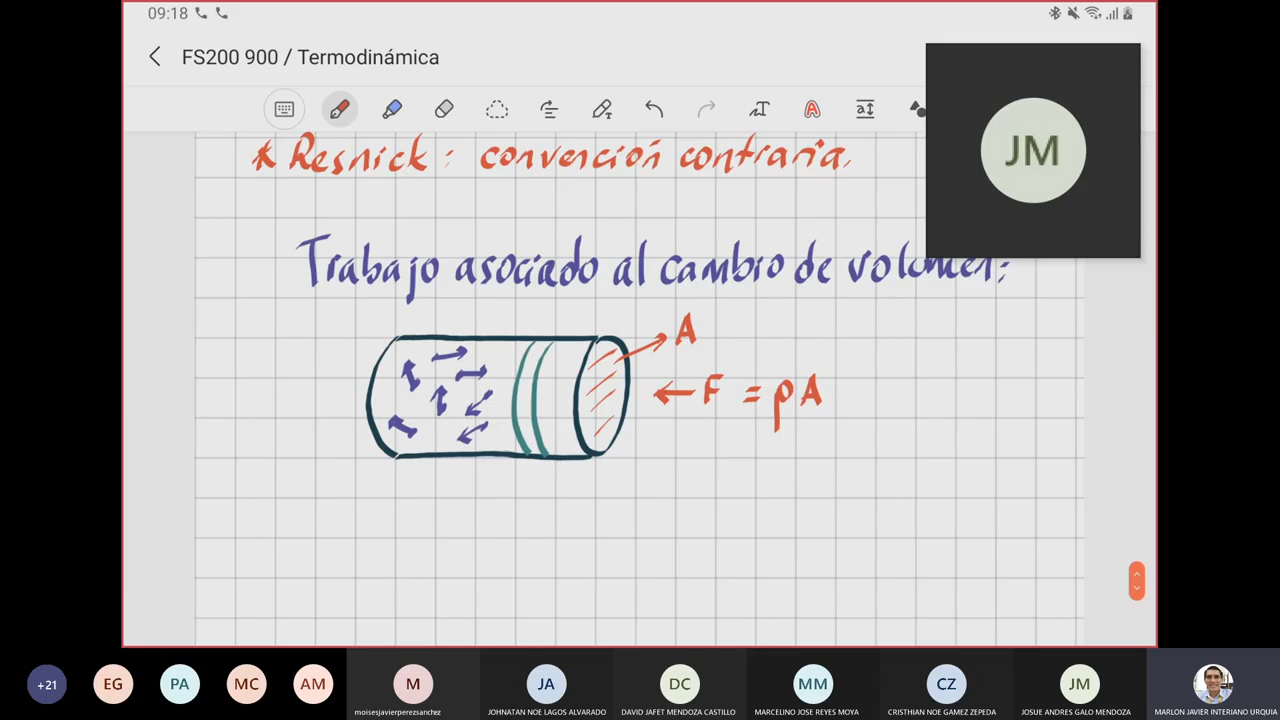 09:18
FS200 900 / Termodinámica
JM
* Resnick: convención contraria.
Trabajo asociado al cambio de volumen:
A
F = pA
+21
EG
PA
MC
AM
M
JA
DC
MM
CZ
JM
moisesjavierperezsanchez
JOHNATAN NOE LAGOS ALVARADO
DAVID JAFET MENDOZA CASTILLO
MARCELINO JOSE REYES MOYA
CRISTHIAN NOE GAMEZ ZEPEDA
JOSUE ANDRES GALO MENDOZA
MARLON JAVIER INTERIANO URQUIA